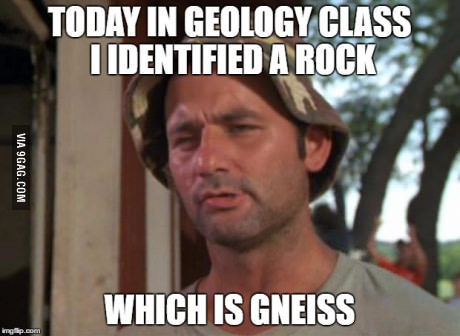 TODAY IN GEOLOGY CLASS
I IDENTIFIED A ROCK
VIA 9GAG.COM
WHICH IS GNEISS
imgflip.com